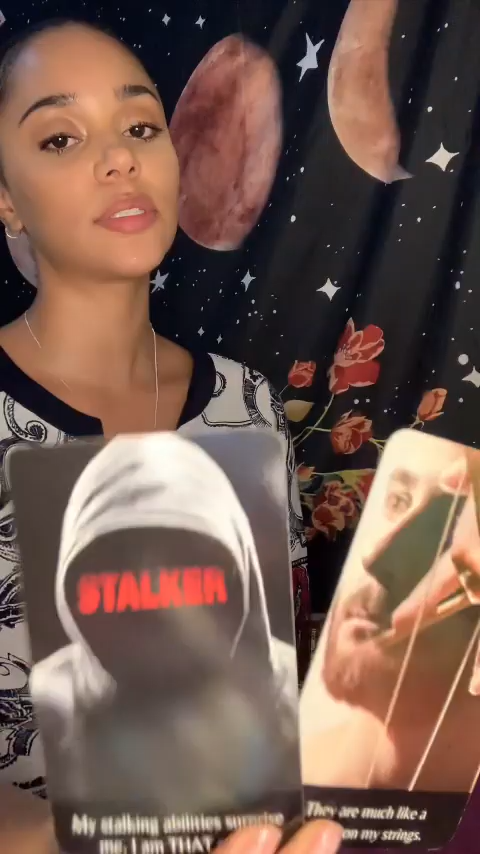 STALKER
My stalking abilities surprise
me. I am THAT
They are much like a
on my strings.